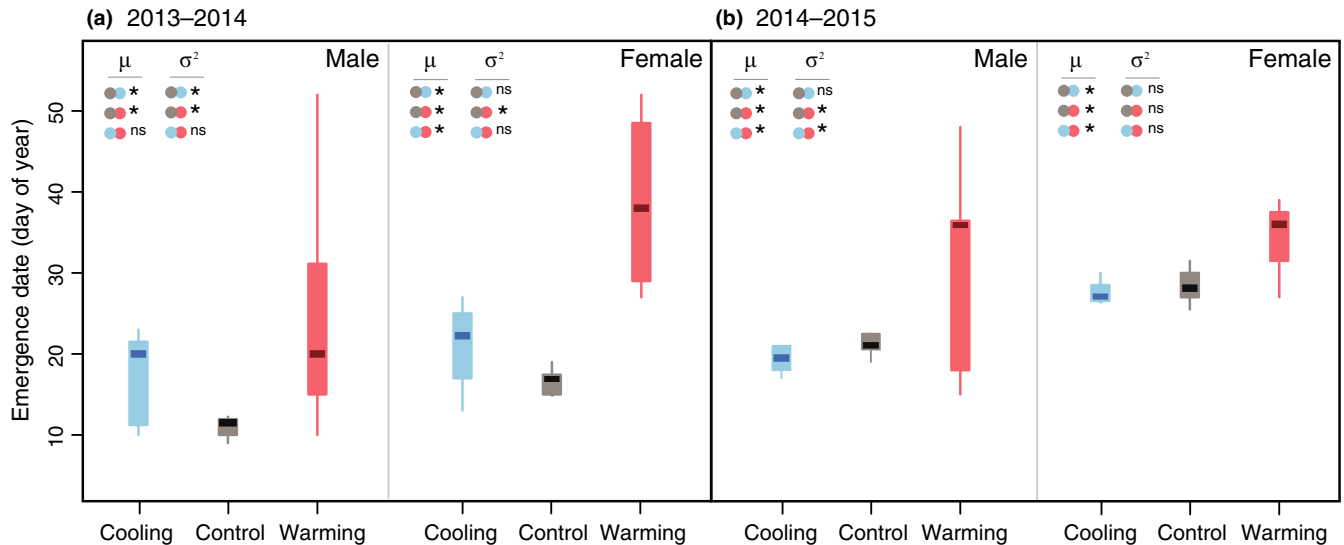 (a) 2013–2014
(b) 2014–2015
Male
μ σ²
* *
* *
ns ns
Female
μ σ²
* ns
* *
* ns
Male
μ σ²
* ns
* *
* *
Female
μ σ²
* ns
* ns
* ns
Emergence date (day of year)
50
40
30
20
10
Cooling Control Warming
Cooling Control Warming
Cooling Control Warming
Cooling Control Warming